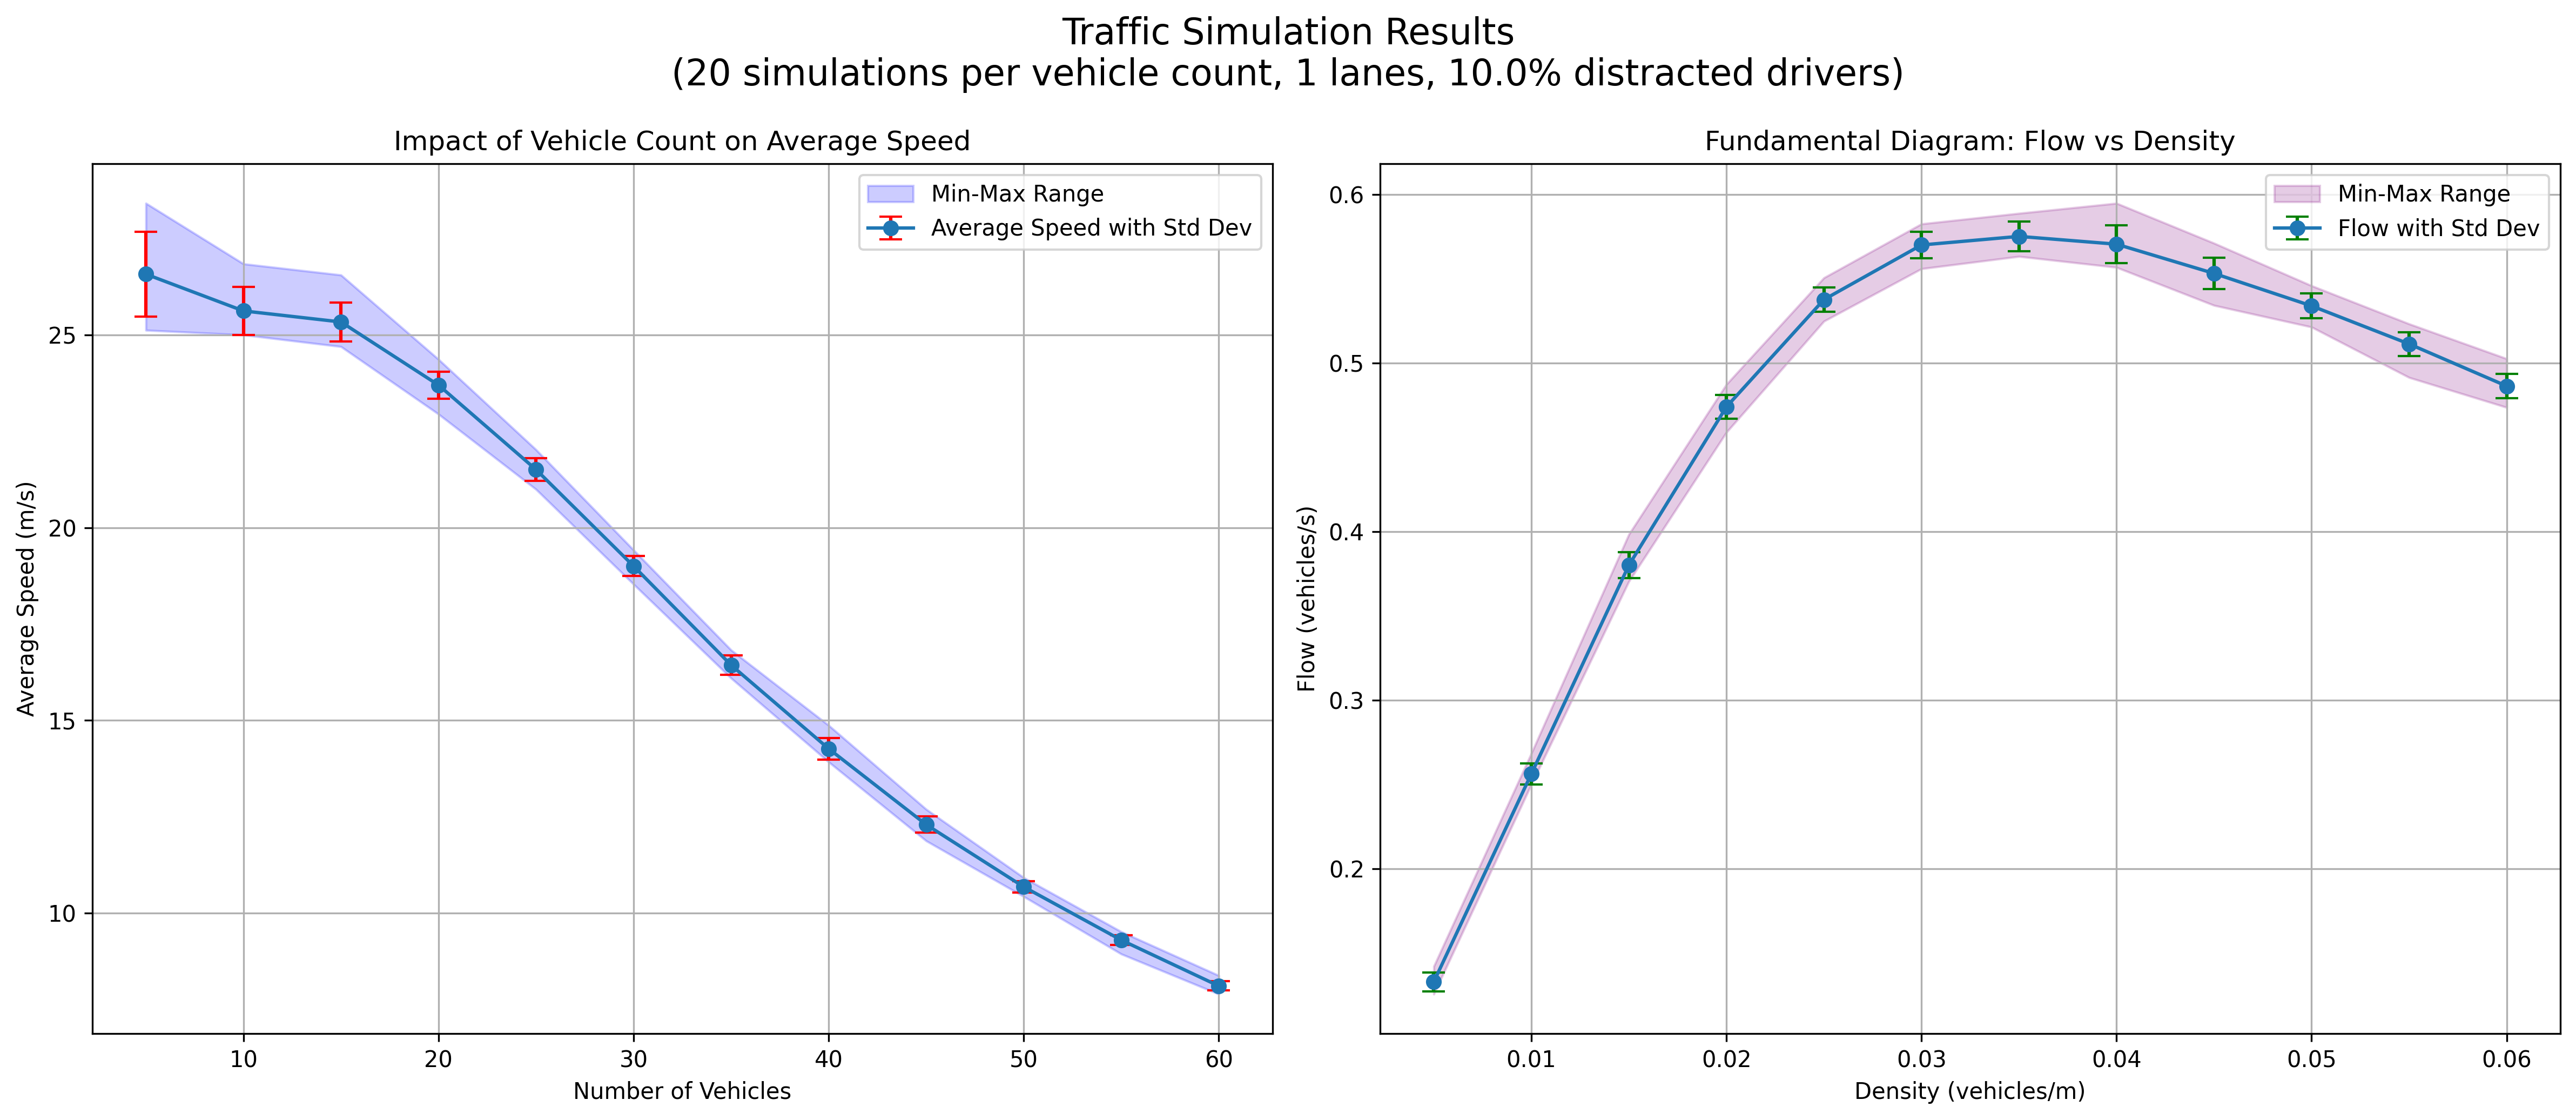 Traffic Simulation Results
(20 simulations per vehicle count, 1 lanes, 10.0% distracted drivers)
Impact of Vehicle Count on Average Speed
Min-Max Range
Average Speed with Std Dev
Average Speed (m/s)
25
20
15
10
10
20
30
40
50
60
Number of Vehicles
Fundamental Diagram: Flow vs Density
Min-Max Range
Flow with Std Dev
Flow (vehicles/s)
0.6
0.5
0.4
0.3
0.2
0.01
0.02
0.03
0.04
0.05
0.06
Density (vehicles/m)